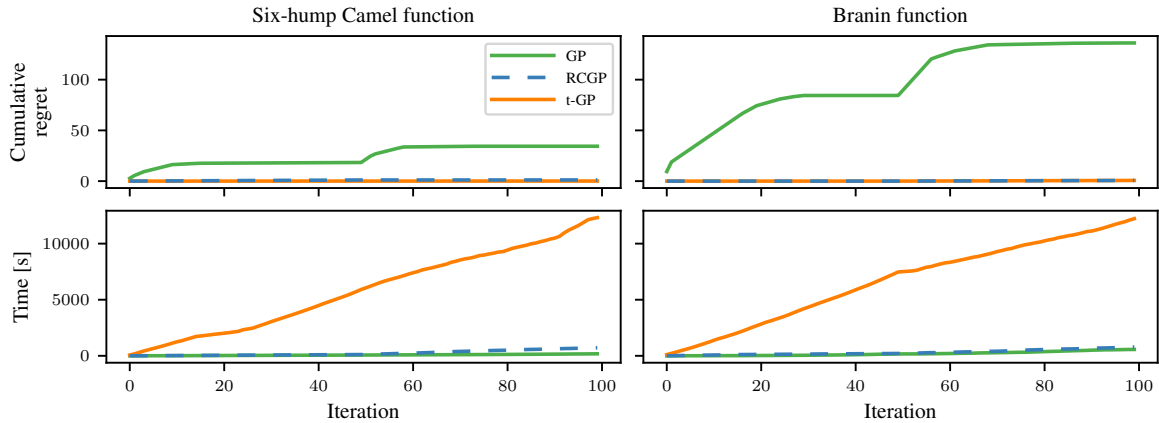 Six-hump Camel function
Branin function
Cumulative
regret
100
50
0
GP
RCGP
t-GP
Time [s]
10000
5000
0
0 20 40 60 80 100
0 20 40 60 80 100
Iteration
Iteration